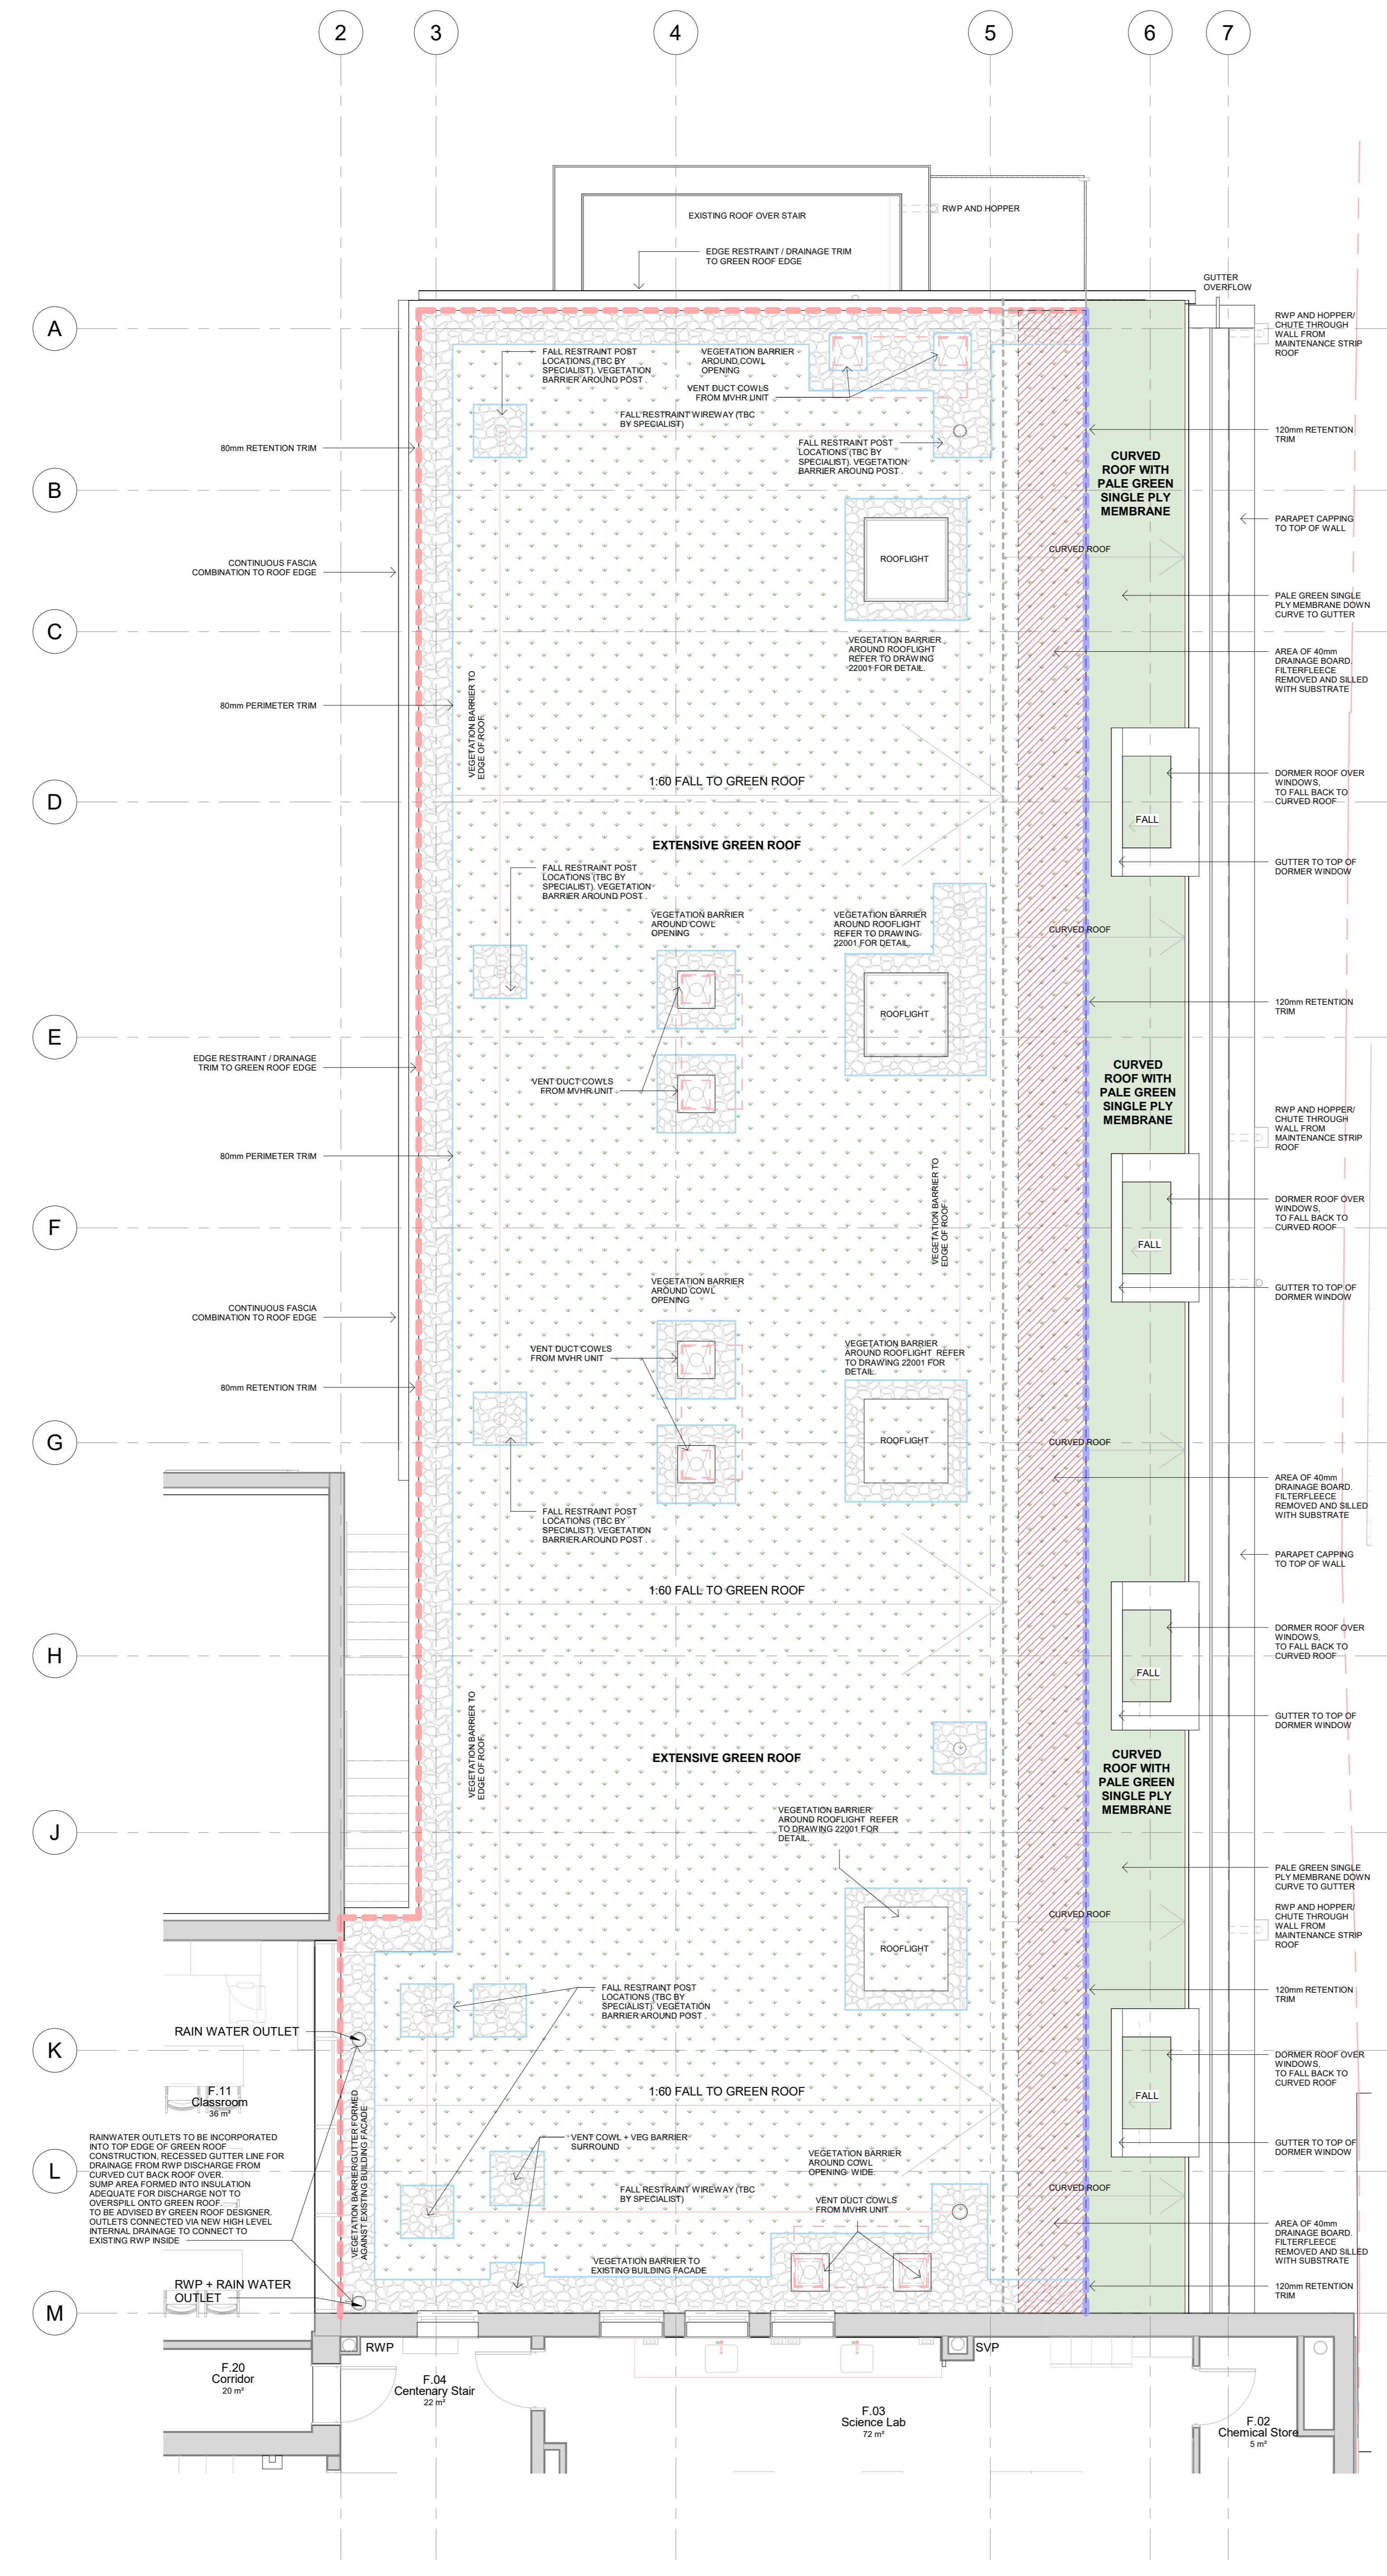 2
3
4
5
6
7
EXISTING ROOF OVER STAIR
RWP AND HOPPER
EDGE RESTRAINT / DRAINAGE TRIM
TO GREEN ROOF EDGE
GUTTER
OVERFLOW
A
RWP AND HOPPER/
CHUTE THROUGH
WALL FROM
MAINTENANCE STRIP
ROOF
FALL RESTRAINT POST
LOCATIONS (TBC BY
SPECIALIST). VEGETATION
BARRIER AROUND POST .
VEGETATION BARRIER
AROUND COWL
OPENING
VENT DUCT COWLS
FROM MVHR UNIT
FALL RESTRAINT WIREWAY (TBC
BY SPECIALIST)
80mm RETENTION TRIM
FALL RESTRAINT POST
LOCATIONS (TBC BY
SPECIALIST). VEGETATION
BARRIER AROUND POST .
120mm RETENTION
TRIM
CURVED
ROOF WITH
PALE GREEN
SINGLE PLY
MEMBRANE
B
PARAPET CAPPING
TO TOP OF WALL
ROOFLIGHT
CURVED ROOF
CONTINUOUS FASCIA
COMBINATION TO ROOF EDGE
PALE GREEN SINGLE
PLY MEMBRANE DOWN
CURVE TO GUTTER
C
VEGETATION BARRIER
AROUND ROOFLIGHT
REFER TO DRAWING
22001 FOR DETAIL.
AREA OF 40mm
DRAINAGE BOARD.
FILTERFLEECE
REMOVED AND SILLED
WITH SUBSTRATE
80mm PERIMETER TRIM
VEGETATION BARRIER TO
EDGE OF ROOF.
1:60 FALL TO GREEN ROOF
DORMER ROOF OVER
WINDOWS,
TO FALL BACK TO
CURVED ROOF
D
FALL
EXTENSIVE GREEN ROOF
GUTTER TO TOP OF
DORMER WINDOW
FALL RESTRAINT POST
LOCATIONS (TBC BY
SPECIALIST). VEGETATION
BARRIER AROUND POST .
VEGETATION BARRIER
AROUND COWL
OPENING
VEGETATION BARRIER
AROUND ROOFLIGHT
REFER TO DRAWING
22001 FOR DETAIL.
CURVED ROOF
120mm RETENTION
TRIM
ROOFLIGHT
E
EDGE RESTRAINT / DRAINAGE
TRIM TO GREEN ROOF EDGE
VENT DUCT COWLS
FROM MVHR UNIT
CURVED
ROOF WITH
PALE GREEN
SINGLE PLY
MEMBRANE
RWP AND HOPPER/
CHUTE THROUGH
WALL FROM
MAINTENANCE STRIP
ROOF
80mm PERIMETER TRIM
VEGETATION BARRIER TO
EDGE OF ROOF
DORMER ROOF OVER
WINDOWS,
TO FALL BACK TO
CURVED ROOF
F
FALL
VEGETATION BARRIER
AROUND COWL
OPENING
GUTTER TO TOP OF
DORMER WINDOW
CONTINUOUS FASCIA
COMBINATION TO ROOF EDGE
VENT DUCT COWLS
FROM MVHR UNIT
VEGETATION BARRIER
AROUND ROOFLIGHT REFER
TO DRAWING 22001 FOR
DETAIL.
80mm RETENTION TRIM
G
ROOFLIGHT
CURVED ROOF
AREA OF 40mm
DRAINAGE BOARD.
FILTERFLEECE
REMOVED AND SILLED
WITH SUBSTRATE
FALL RESTRAINT POST
LOCATIONS (TBC BY
SPECIALIST). VEGETATION
BARRIER AROUND POST .
PARAPET CAPPING
TO TOP OF WALL
1:60 FALL TO GREEN ROOF
DORMER ROOF OVER
WINDOWS,
TO FALL BACK TO
CURVED ROOF
H
FALL
GUTTER TO TOP OF
DORMER WINDOW
VEGETATION BARRIER TO
EDGE OF ROOF.
EXTENSIVE GREEN ROOF
CURVED
ROOF WITH
PALE GREEN
SINGLE PLY
MEMBRANE
VEGETATION BARRIER
AROUND ROOFLIGHT REFER
TO DRAWING 22001 FOR
DETAIL.
J
PALE GREEN SINGLE
PLY MEMBRANE DOWN
CURVE TO GUTTER
CURVED ROOF
RWP AND HOPPER/
CHUTE THROUGH
WALL FROM
MAINTENANCE STRIP
ROOF
ROOFLIGHT
FALL RESTRAINT POST
LOCATIONS (TBC BY
SPECIALIST). VEGETATION
BARRIER AROUND POST .
120mm RETENTION
TRIM
RAIN WATER OUTLET
K
DORMER ROOF OVER
WINDOWS,
TO FALL BACK TO
CURVED ROOF
F.11
Classroom
36 m²
1:60 FALL TO GREEN ROOF
FALL
VEGETATION BARRIER/GUTTER FORMED
AGAINST EXISTING BUILDING FACADE
RAINWATER OUTLETS TO BE INCORPORATED
INTO TOP EDGE OF GREEN ROOF
CONSTRUCTION, RECESSED GUTTER LINE FOR
DRAINAGE FROM RWP DISCHARGE FROM
CURVED CUT BACK ROOF OVER.
SUMP AREA FORMED INTO INSULATION
ADEQUATE FOR DISCHARGE NOT TO
OVERSPILL ONTO GREEN ROOF.
TO BE ADVISED BY GREEN ROOF DESIGNER.
OUTLETS CONNECTED VIA NEW HIGH LEVEL
INTERNAL DRAINAGE TO CONNECT TO
EXISTING RWP INSIDE
VENT COWL + VEG BARRIER
SURROUND
GUTTER TO TOP OF
DORMER WINDOW
L
VEGETATION BARRIER
AROUND COWL
OPENING WIDE.
FALL RESTRAINT WIREWAY (TBC
BY SPECIALIST)
CURVED ROOF
VENT DUCT COWLS
FROM MVHR UNIT
AREA OF 40mm
DRAINAGE BOARD.
FILTERFLEECE
REMOVED AND SILLED
WITH SUBSTRATE
VEGETATION BARRIER TO
EXISTING BUILDING FACADE
RWP + RAIN WATER
OUTLET
120mm RETENTION
TRIM
M
RWP
SVP
F.20
Corridor
20 m²
F.04
Centenary Stair
22 m²
F.03
Science Lab
72 m²
F.02
Chemical Store
5 m²